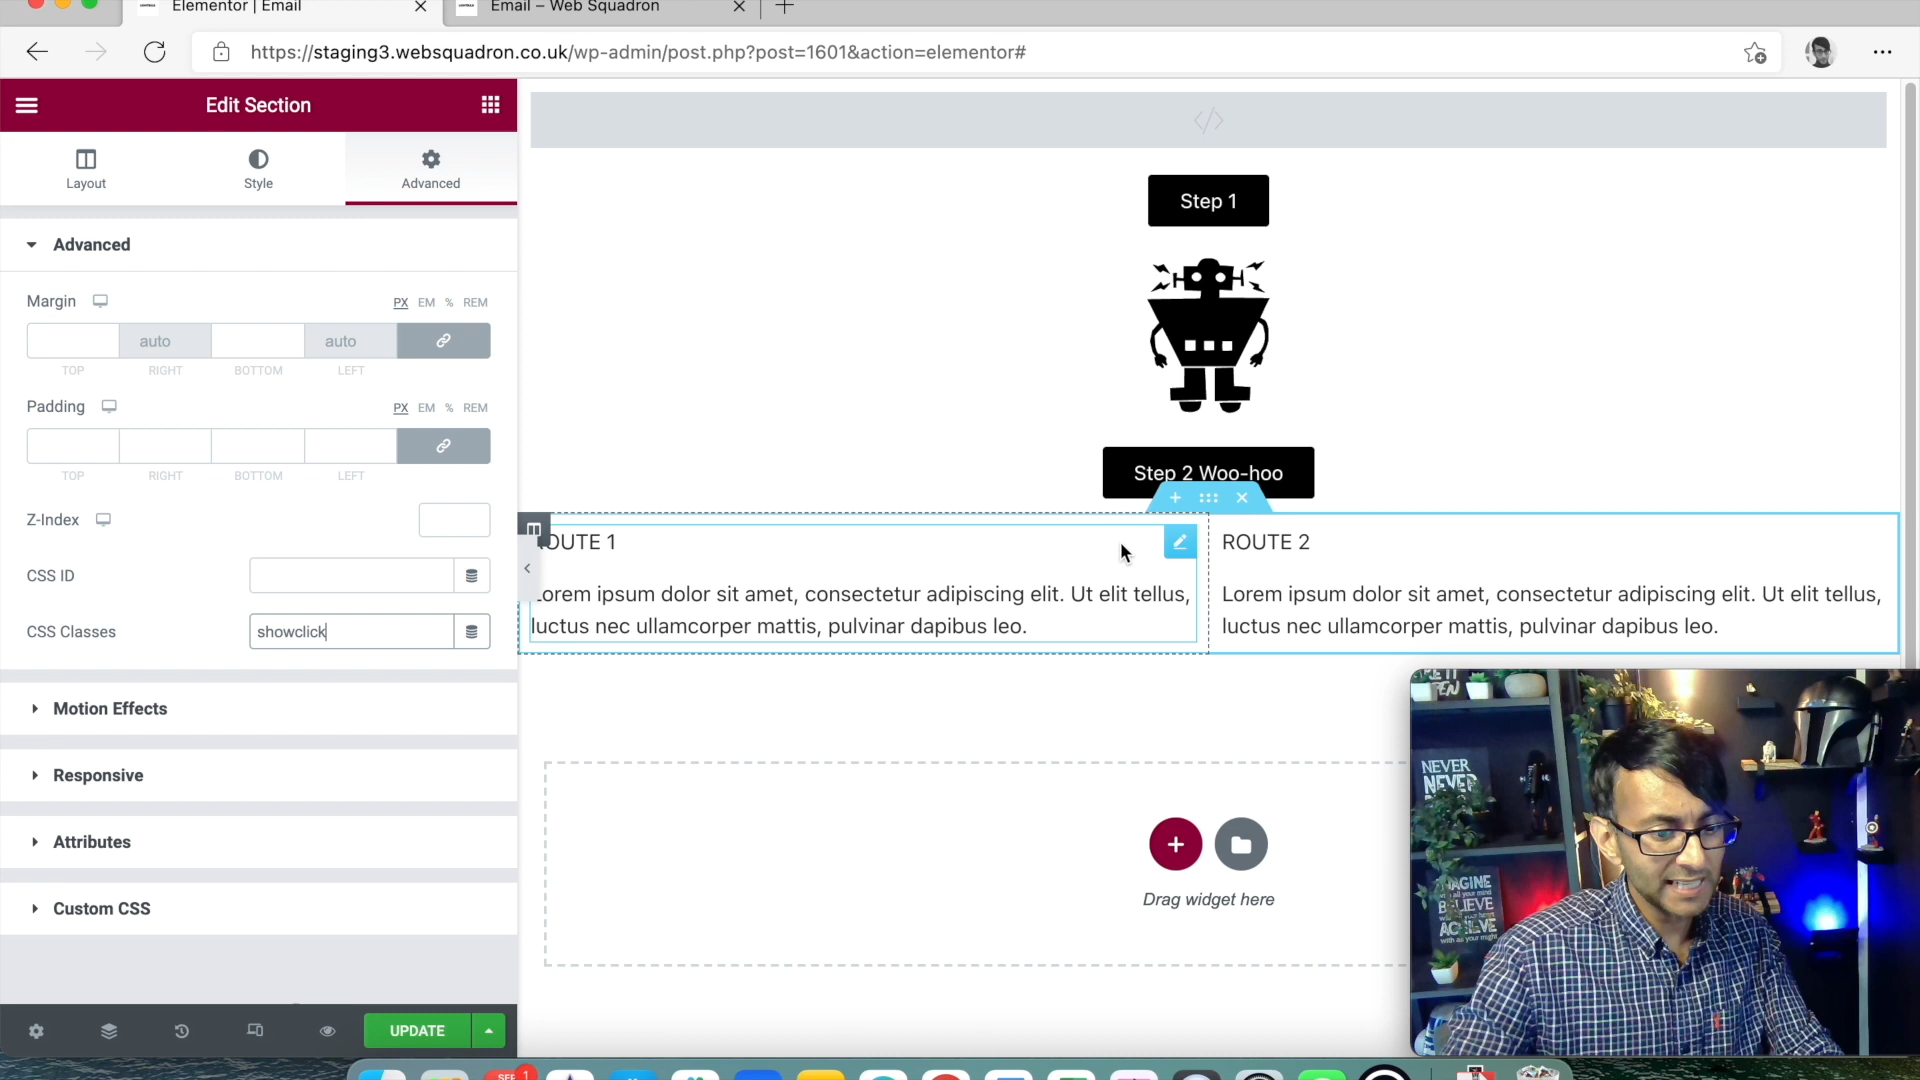 Elementor | Email
Email – Web Squadron
https://staging3.websquadron.co.uk/wp-admin/post.php?post=1601&action=elementor#
Edit Section
Layout
Style
Advanced
Advanced
Margin
PX EM % REM
auto
auto
TOP RIGHT BOTTOM LEFT
Padding
PX EM % REM
TOP RIGHT BOTTOM LEFT
Z-Index
CSS ID
CSS Classes
showclick
Motion Effects
Responsive
Attributes
Custom CSS
UPDATE
</>
Step 1
Step 2 Woo-hoo
OUTE 1
Lorem ipsum dolor sit amet, consectetur adipiscing elit. Ut elit tellus,
luctus nec ullamcorper mattis, pulvinar dapibus leo.
ROUTE 2
Lorem ipsum dolor sit amet, consectetur adipiscing elit. Ut elit tellus,
luctus nec ullamcorper mattis, pulvinar dapibus leo.
Drag widget here
NEVER
NEVER
BELIEVE
SEP 1